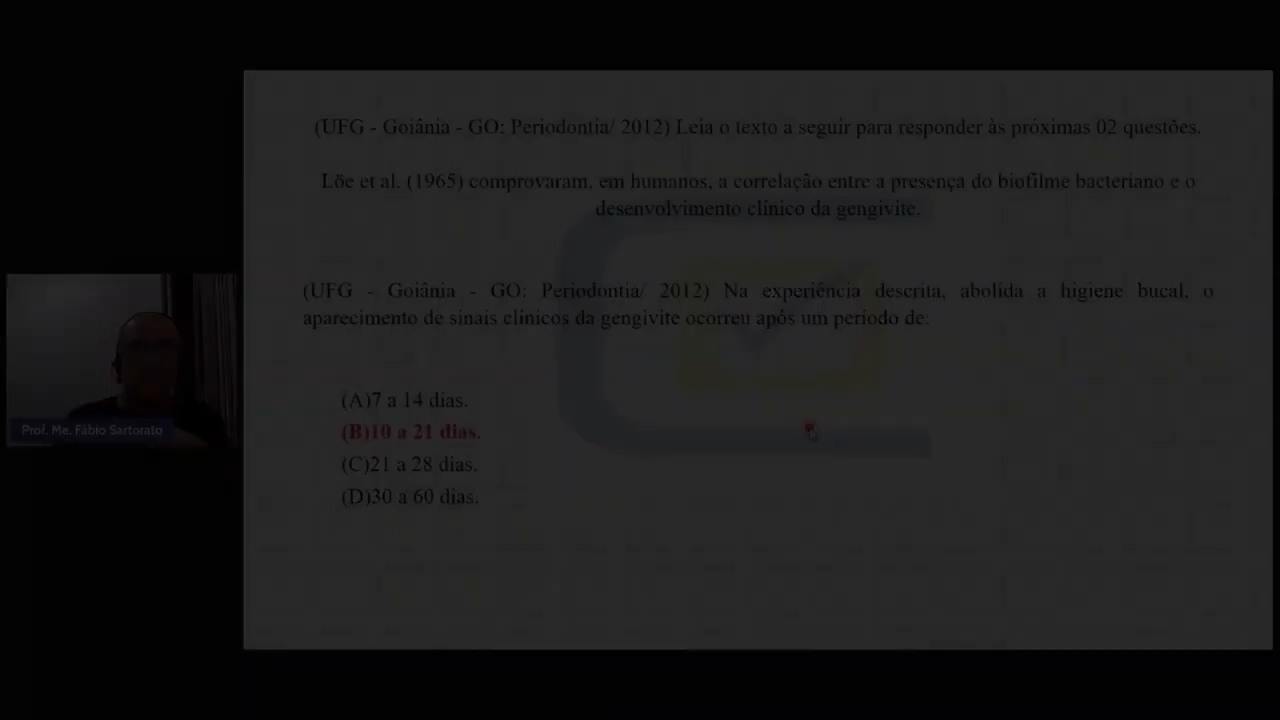 (UFG - Goiânia - GO: Periodontia/ 2012) Leia o texto a seguir para responder às próximas 02 questões.
Löe et al. (1965) comprovaram, em humanos, a correlação entre a presença do biofilme bacteriano e o
desenvolvimento clínico da gengivite.
(UFG - Goiânia - GO: Periodontia/ 2012) Na experiência descrita, abolida a higiene bucal, o
aparecimento de sinais clínicos da gengivite ocorreu após um período de:
(A)7 a 14 dias.
(B)10 a 21 dias.
(C)21 a 28 dias.
(D)30 a 60 dias.
Prof. Me. Fábio Sartorato